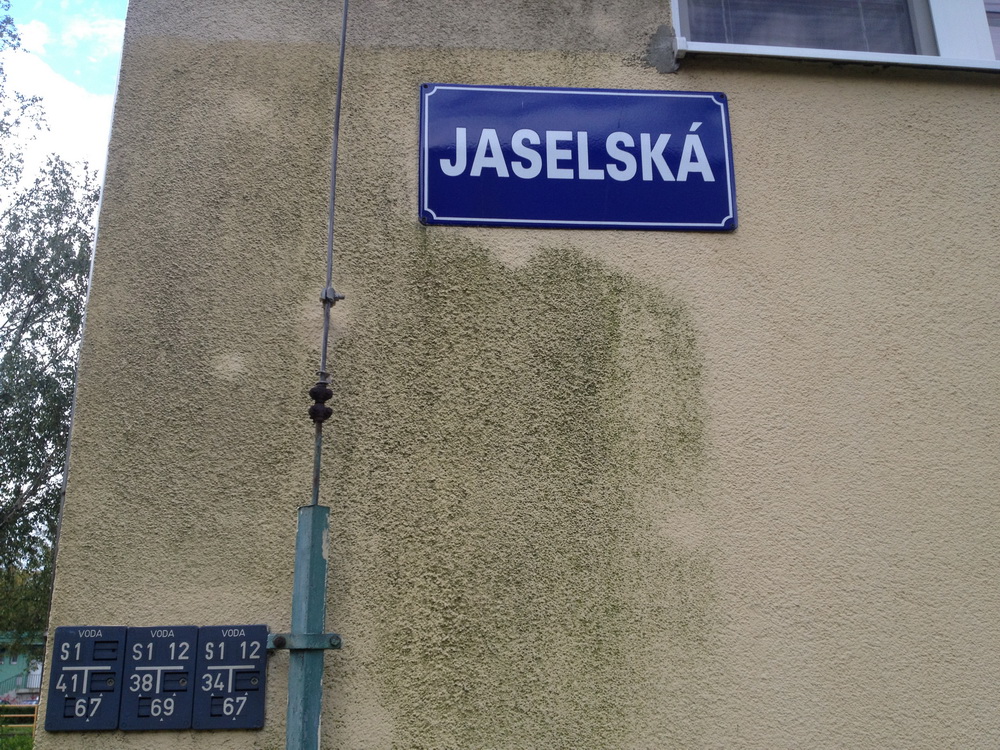 JASELSKÁ
VODA
S1
41
67
VODA
S1 12
38
69
VODA
S1 12
34
67